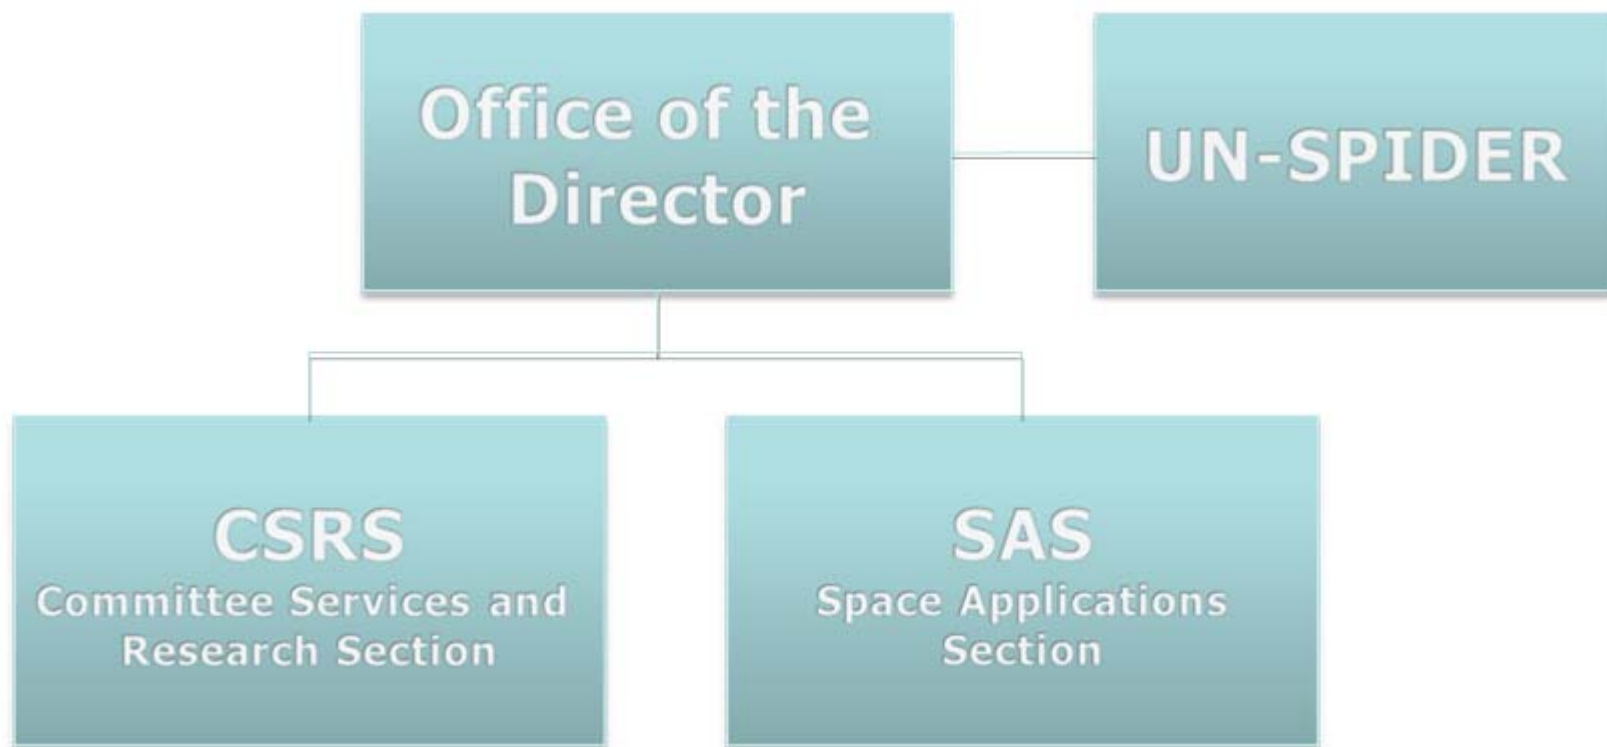 Office of the
Director
UN-SPIDER
CSRS
Committee Services and
Research Section
SAS
Space Applications
Section